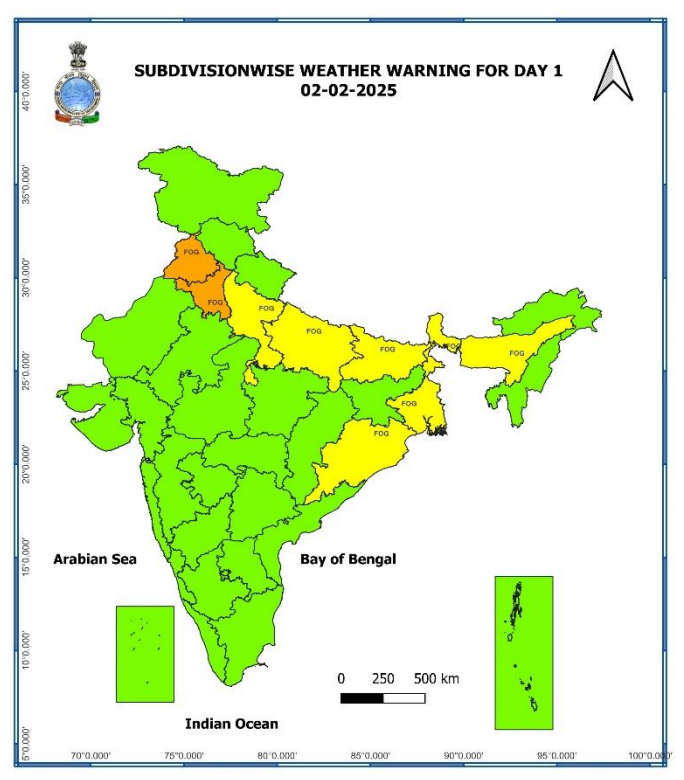 SUBDIVISIONWISE WEATHER WARNING FOR DAY 1
02-02-2025
40°0.000'
35°0.000'
30°0.000'
25°0.000'
20°0.000'
15°0.000'
10°0.000'
5°0.000'
FOG
FOG
FOG
FOG
FOG
FOG
FOG
FOG
FOG
Arabian Sea
Bay of Bengal
0 250 500 km
Indian Ocean
70°0.000' 75°0.000' 80°0.000' 85°0.000' 90°0.000' 95°0.000' 100°0.000'